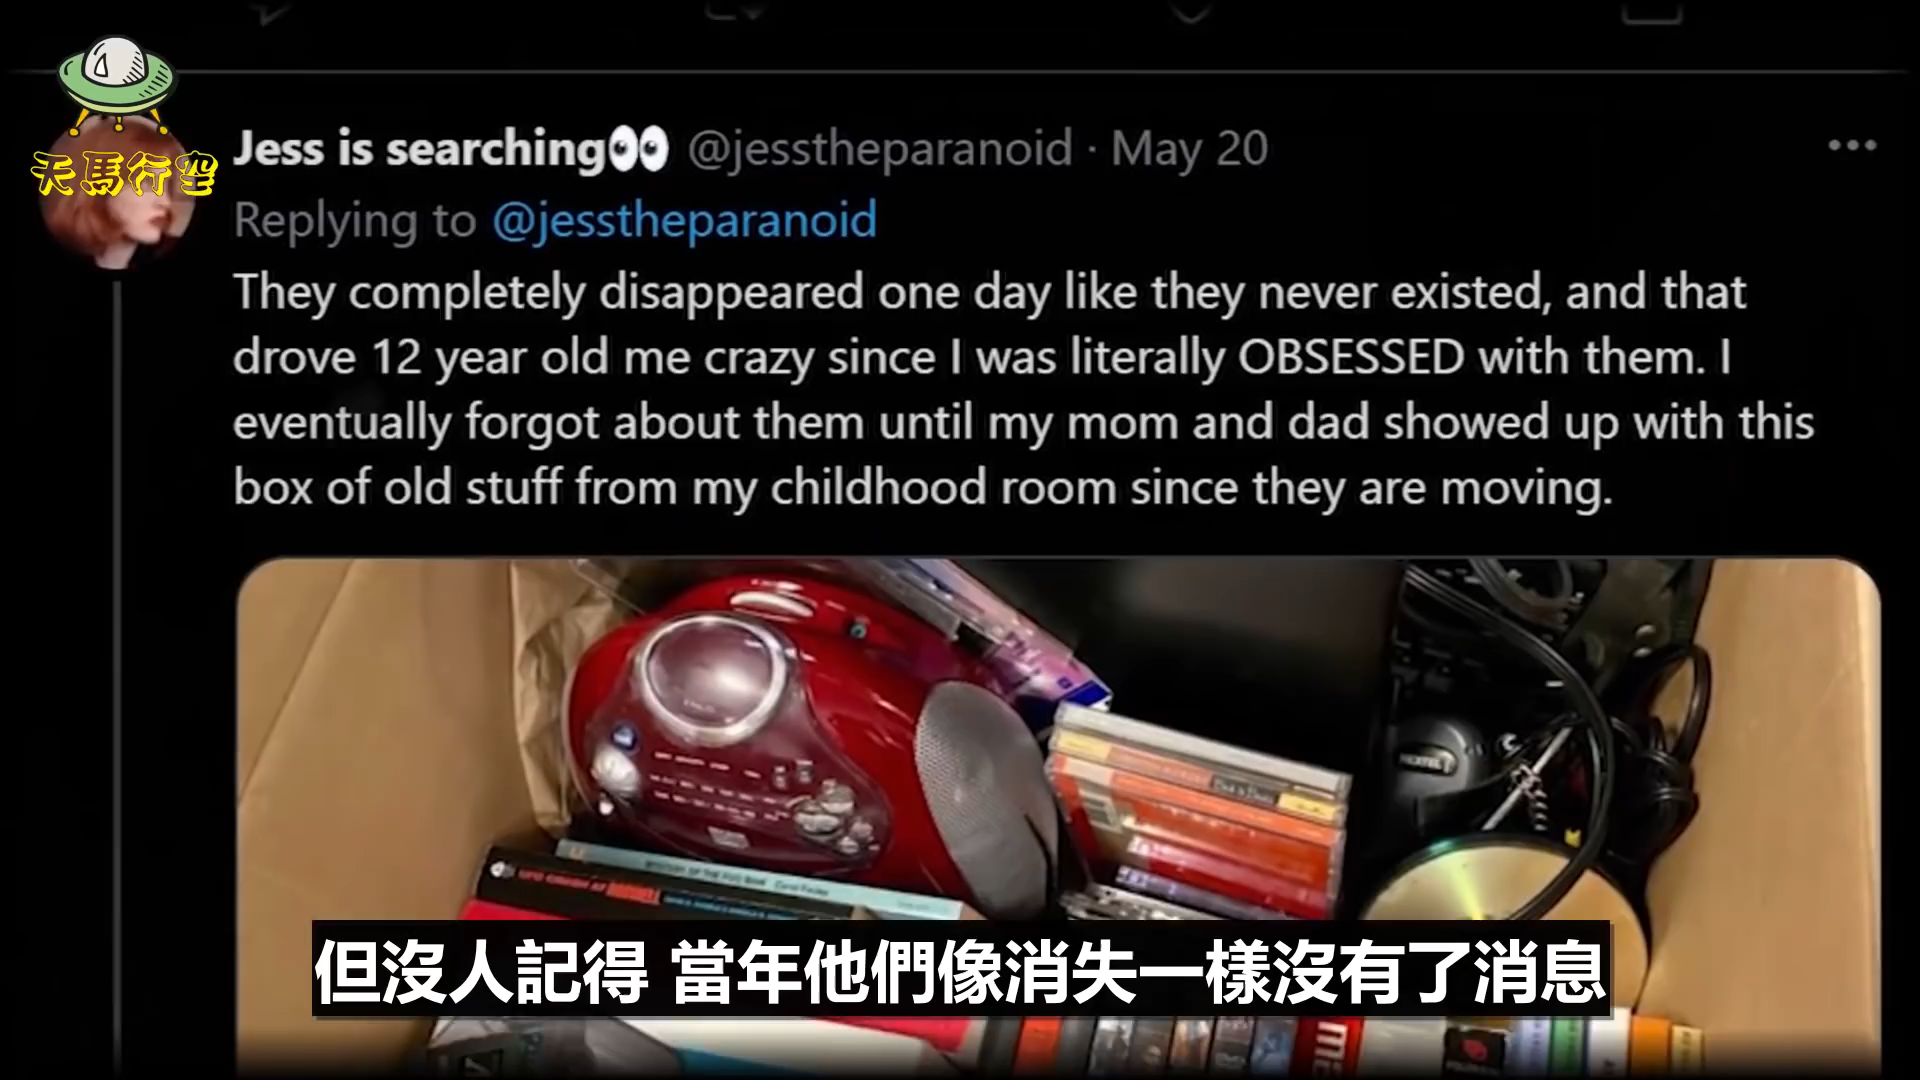 天馬行空
Jess is searching👀 @jesstheparanoid · May 20
Replying to @jesstheparanoid
They completely disappeared one day like they never existed, and that
drove 12 year old me crazy since I was literally OBSESSED with them. I
eventually forgot about them until my mom and dad showed up with this
box of old stuff from my childhood room since they are moving.
但沒人記得 當年他們像消失一樣沒有了消息